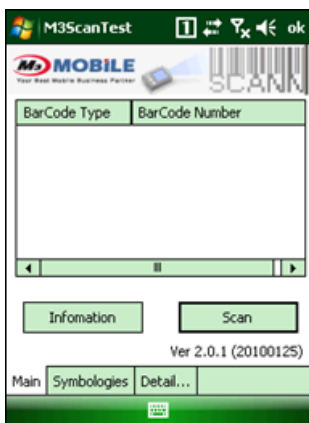 M3ScanTest 1 ok
M3 MOBILE SCANN
Your Best Mobile Business Partner
BarCode Type BarCode Number
Infomation Scan
Ver 2.0.1 (20100125)
Main Symbologies Detail...